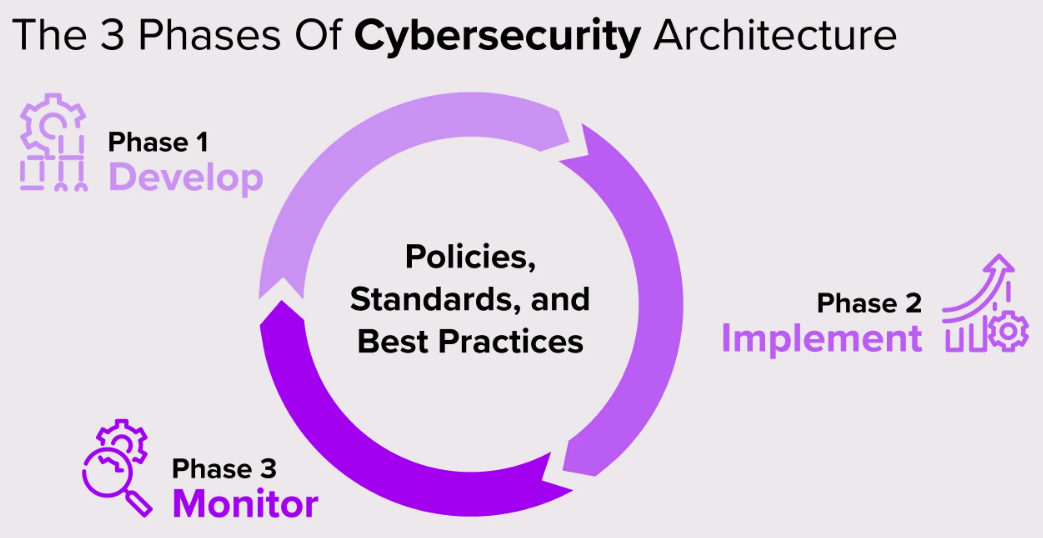 The 3 Phases Of Cybersecurity Architecture
Phase 1
Develop
Policies,
Standards, and
Best Practices
Phase 2
Implement
Phase 3
Monitor